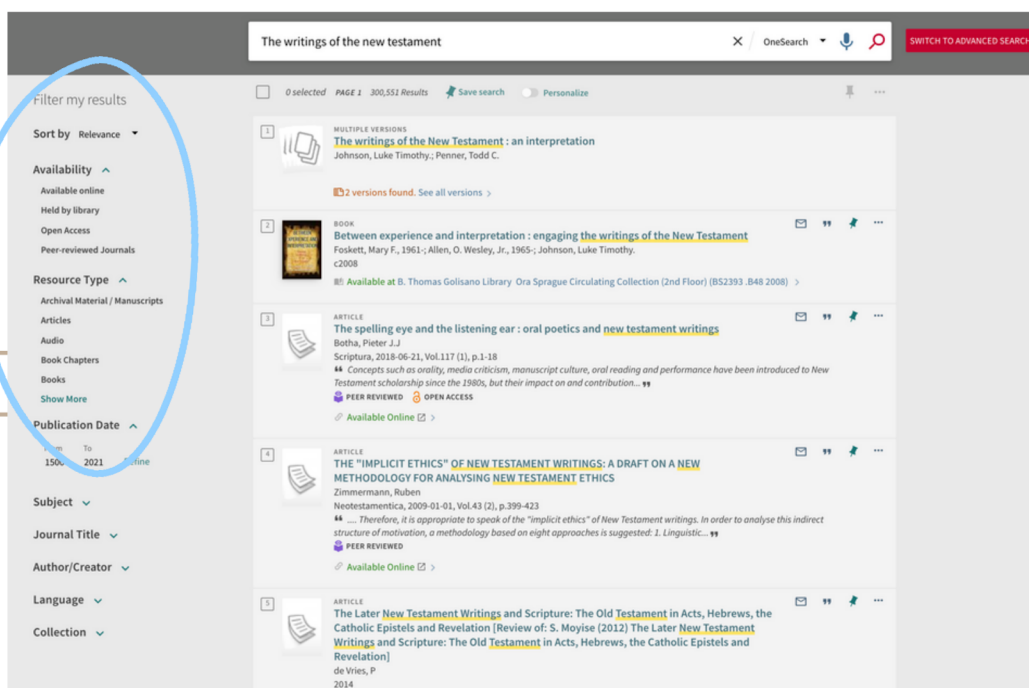 The writings of the new testament
OneSearch
SWITCH TO ADVANCED SEARCH
Filter my results
Sort by Relevance
Availability
Available online
Held by library
Open Access
Peer-reviewed Journals
Resource Type
Archival Material / Manuscripts
Articles
Audio
Book Chapters
Books
Show More
Publication Date
To
2021
Subject
Journal Title
Author/Creator
Language
Collection
0 selected PAGE 1 300,551 Results Save search Personalize
1
MULTIPLE VERSIONS
The writings of the New Testament : an interpretation
Johnson, Luke Timothy.; Penner, Todd C.
2 versions found. See all versions >
2
BOOK
Between experience and interpretation : engaging the writings of the New Testament
Foskett, Mary F., 1961-; Allen, O. Wesley, Jr., 1965-; Johnson, Luke Timothy.
c2008
Available at B. Thomas Golisano Library Ora Sprague Circulating Collection (2nd Floor) (BS2393 .B48 2008) >
3
ARTICLE
The spelling eye and the listening ear : oral poetics and new testament writings
Botha, Pieter J.J
Scriptura, 2018-06-21, Vol.117 (1), p.1-18
❝ Concepts such as orality, media criticism, manuscript culture, oral reading and performance have been introduced to New
Testament scholarship since the 1980s, but their impact on and contribution... ❞
PEER REVIEWED OPEN ACCESS
Available Online >
4
ARTICLE
THE "IMPLICIT ETHICS" OF NEW TESTAMENT WRITINGS: A DRAFT ON A NEW
METHODOLOGY FOR ANALYSING NEW TESTAMENT ETHICS
Zimmermann, Ruben
Neotestamentica, 2009-01-01, Vol.43 (2), p.399-423
❝ .... Therefore, it is appropriate to speak of the "implicit ethics" of New Testament writings. In order to analyse this indirect
structure of motivation, a methodology based on eight approaches is suggested: 1. Linguistic... ❞
PEER REVIEWED
Available Online >
5
ARTICLE
The Later New Testament Writings and Scripture: The Old Testament in Acts, Hebrews, the
Catholic Epistels and Revelation [Review of: S. Moyise (2012) The Later New Testament
Writings and Scripture: The Old Testament in Acts, Hebrews, the Catholic Epistels and
Revelation]
de Vries, P
2014